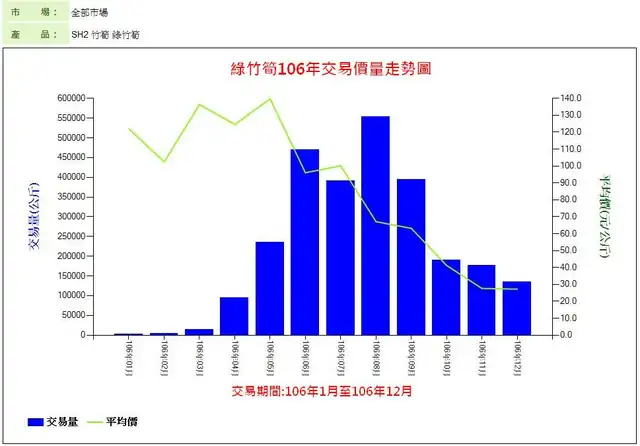 市 場： 全部市場
產 品： SH2 竹筍 綠竹筍
綠竹筍106年交易價量走勢圖
600000
550000
500000
450000
400000
350000
300000
250000
200000
150000
100000
50000
0
140.0
130.0
120.0
110.0
100.0
90.0
80.0
70.0
60.0
50.0
40.0
30.0
20.0
10.0
0.0
交易量(公斤)
平均價(元/公斤)
106年01月
106年02月
106年03月
106年04月
106年05月
106年06月
106年07月
106年08月
106年09月
106年10月
106年11月
106年12月
交易期間:106年1月至106年12月
交易量 平均價